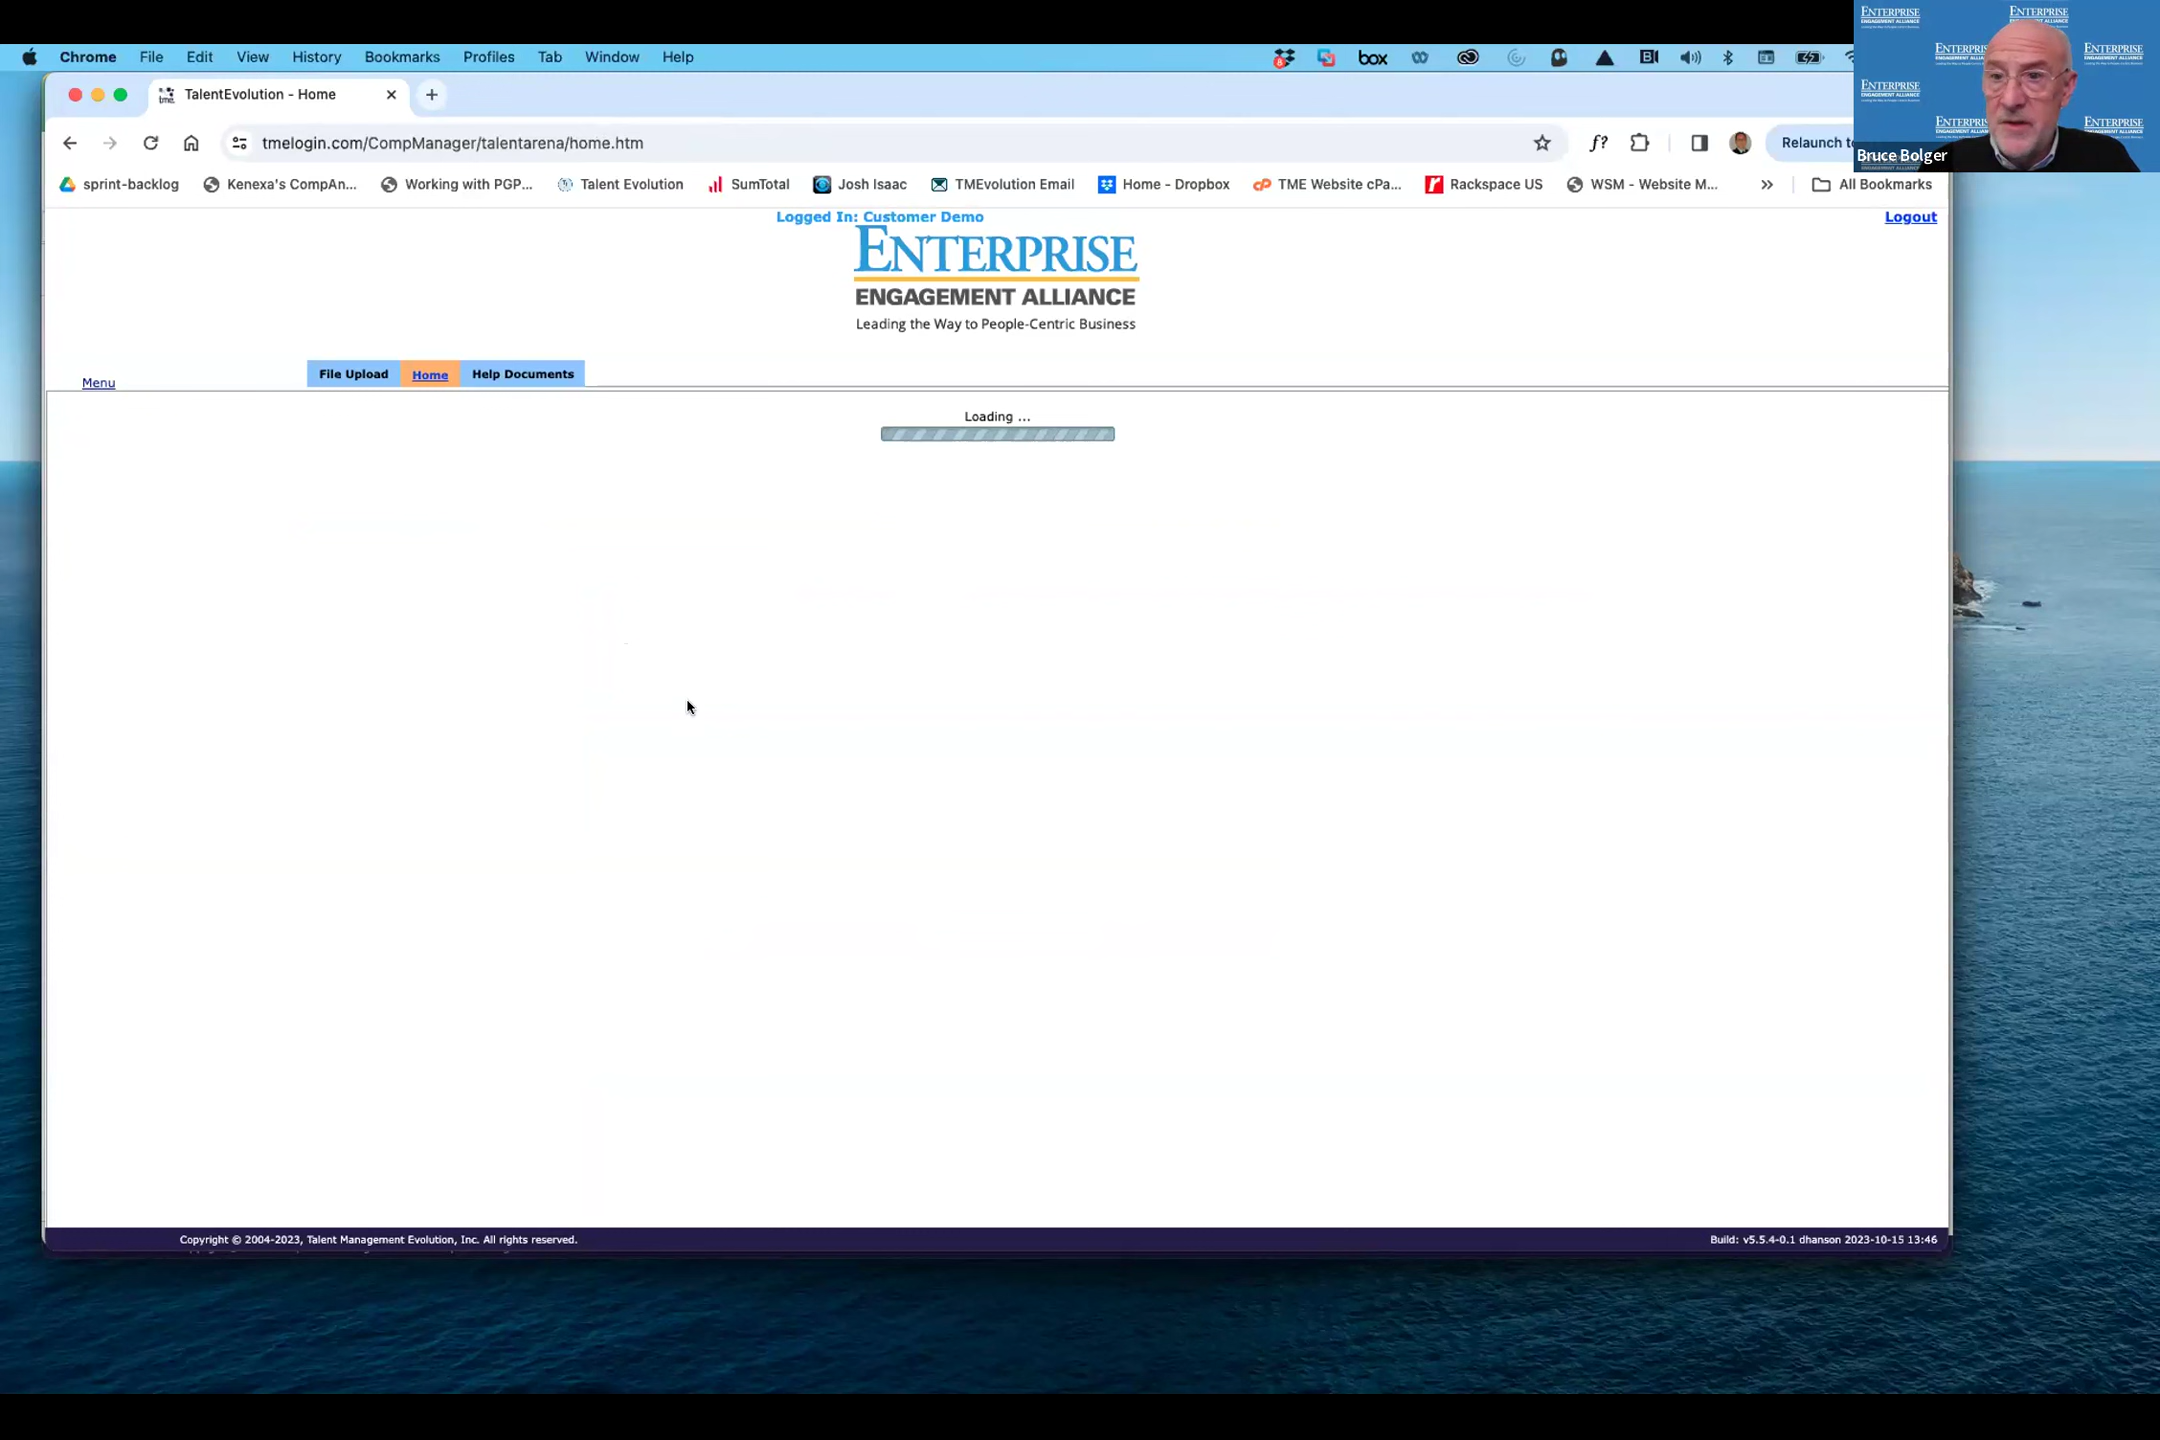 Chrome File Edit View History Bookmarks Profiles Tab Window Help
8 box
TalentEvolution - Home
tmelogin.com/CompManager/talentarena/home.htm
Relaunch to
sprint-backlog Kenexa's CompAn... Working with PGP... Talent Evolution SumTotal Josh Isaac TMEvolution Email Home - Dropbox TME Website cPa... Rackspace US WSM - Website M... » All Bookmarks
Bruce Bolger
Logged In: Customer Demo
Logout
ENTERPRISE
ENGAGEMENT ALLIANCE
Leading the Way to People-Centric Business
Menu
File Upload Home Help Documents
Loading ...
Copyright © 2004-2023, Talent Management Evolution, Inc. All rights reserved.
Build: v5.5.4-0.1 dhanson 2023-10-15 13:46